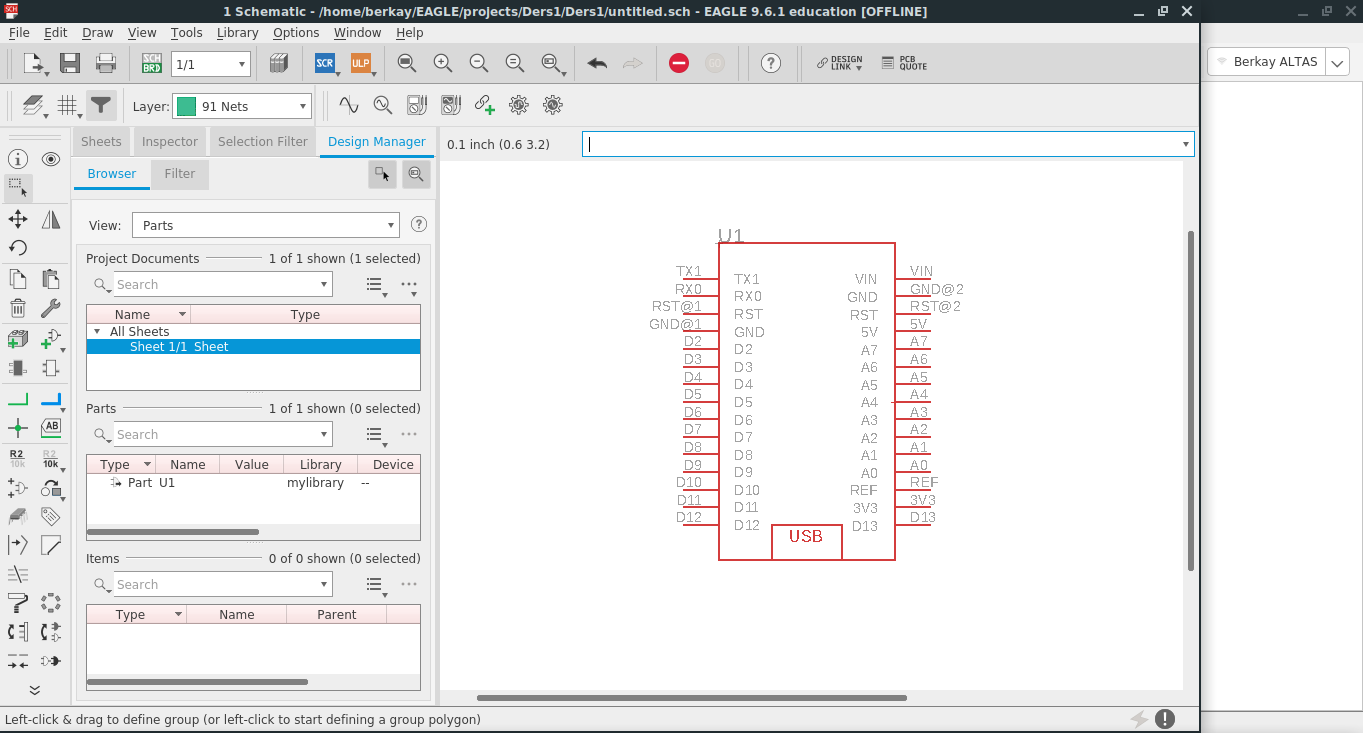 1 Schematic - /home/berkay/EAGLE/projects/Ders1/Ders1/untitled.sch - EAGLE 9.6.1 education [OFFLINE]
File Edit Draw View Tools Library Options Window Help
SCH BRD 1/1 SCR ULP GO DESIGN LINK PCB QUOTE
Berkay ALTAS
Layer: 91 Nets
Sheets Inspector Selection Filter Design Manager
0.1 inch (0.6 3.2)
Browser Filter
View: Parts
Project Documents 1 of 1 shown (1 selected)
Search
Name Type
All Sheets
Sheet 1/1 Sheet
Parts 1 of 1 shown (0 selected)
Search
Type Name Value Library Device
Part U1 mylibrary --
Items 0 of 0 shown (0 selected)
Search
Type Name Parent
AB
R2 10k R2 10k
U1
TX1 TX1 VIN VIN
RX0 RX0 GND GND@2
RST@1 RST RST RST@2
GND@1 GND 5V 5V
D2 D2 A7 A7
D3 D3 A6 A6
D4 D4 A5 A5
D5 D5 A4 A4
D6 D6 A3 A3
D7 D7 A2 A2
D8 D8 A1 A1
D9 D9 A0 A0
D10 D10 REF REF
D11 D11 3V3 3V3
D12 D12 D13 D13
USB
Left-click & drag to define group (or left-click to start defining a group polygon)